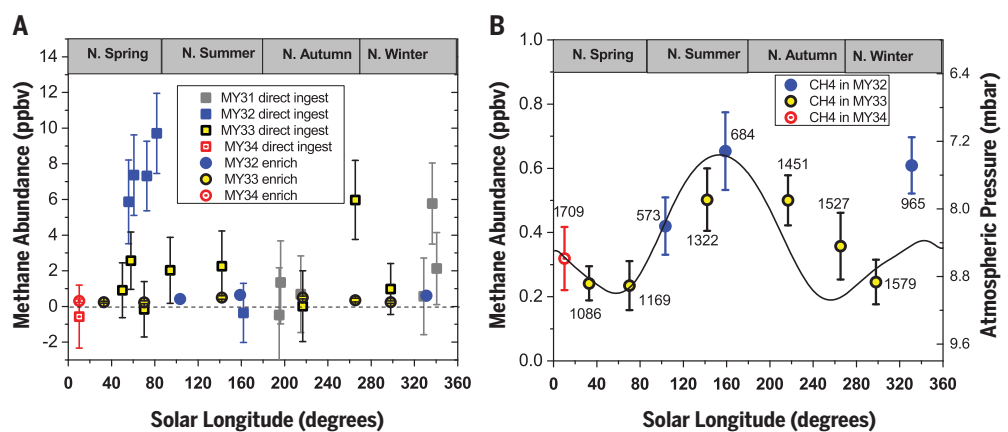 A
N. Spring
N. Summer
N. Autumn
N. Winter
14
12
10
8
6
4
2
0
-2
Methane Abundance (ppbv)
MY31 direct ingest
MY32 direct ingest
MY33 direct ingest
MY34 direct ingest
MY32 enrich
MY33 enrich
MY34 enrich
0 40 80 120 160 200 240 280 320 360
Solar Longitude (degrees)
B
N. Spring
N. Summer
N. Autumn
N. Winter
1.0
0.8
0.6
0.4
0.2
0.0
Methane Abundance (ppbv)
CH4 in MY32
CH4 in MY33
CH4 in MY34
1709
1086
1169
573
1322
684
1451
1527
1579
965
6.4
7.2
8.0
8.8
9.6
Atmospheric Pressure (mbar)
0 40 80 120 160 200 240 280 320 360
Solar Longitude (degrees)